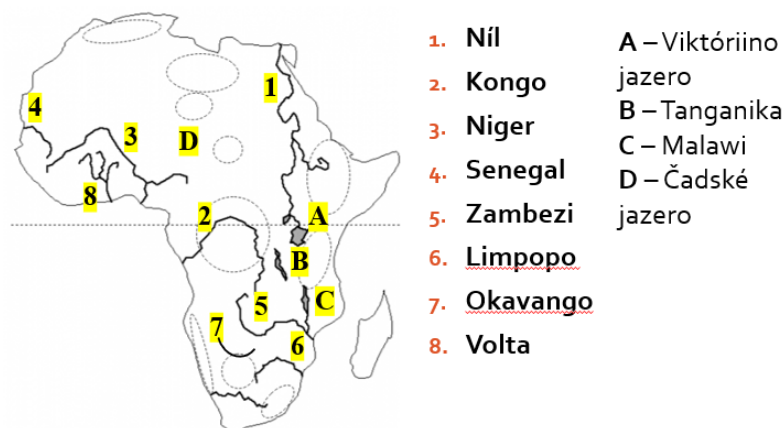 1
4
3
D
8
2
A
B
5
C
7
6
1. Níl
2. Kongo
3. Niger
4. Senegal
5. Zambezi
6. Limpopo
7. Okavango
8. Volta
A – Viktóriino
jazero
B – Tanganika
C – Malawi
D – Čadské
jazero